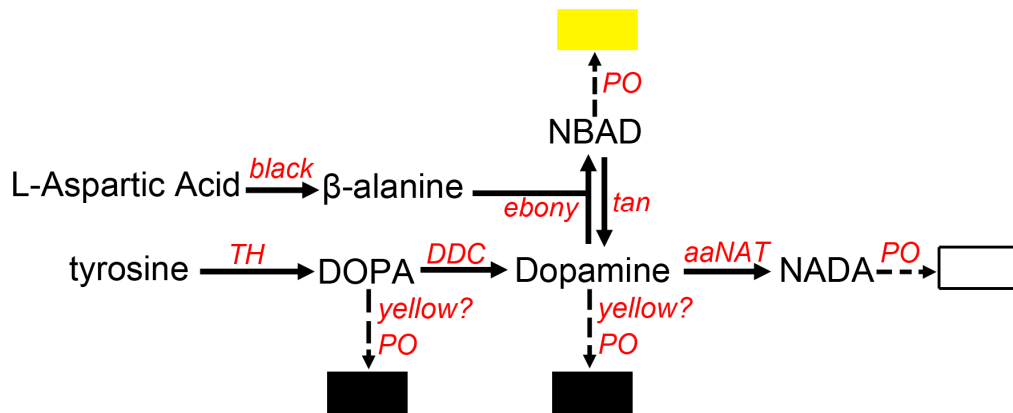 PO
NBAD
L-Aspartic Acid black β-alanine ebony tan
tyrosine TH DOPA DDC Dopamine aaNAT NADA PO
yellow? yellow?
PO PO